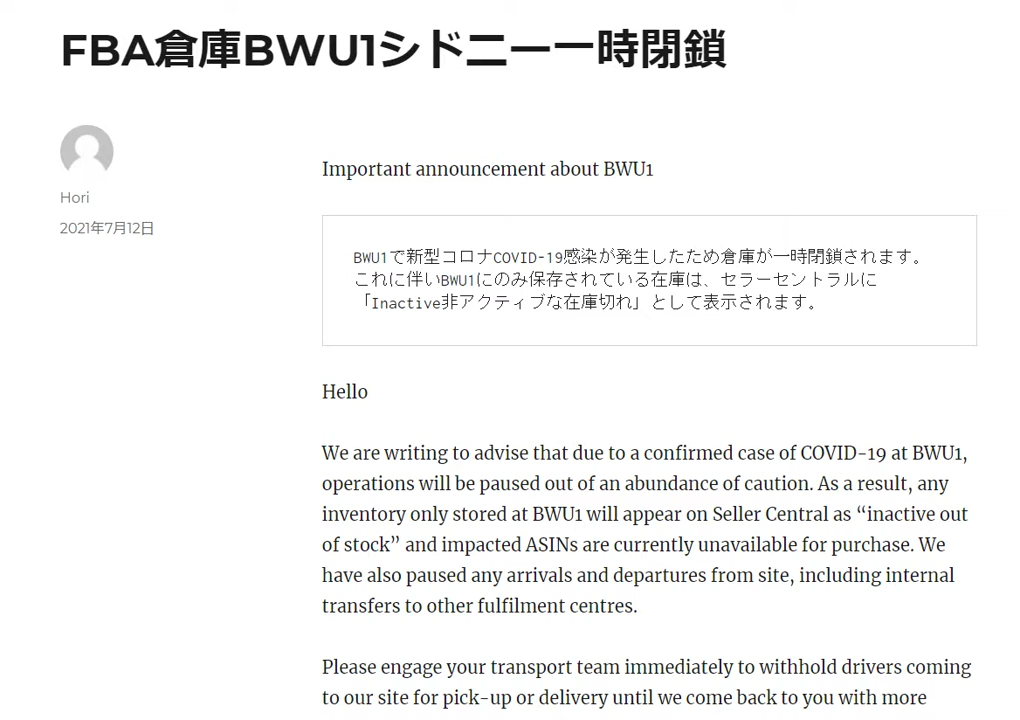 FBA倉庫BWU1シドニー一時閉鎖
Hori
2021年7月12日
Important announcement about BWU1
BWU1で新型コロナCOVID-19感染が発生したため倉庫が一時閉鎖されます。
これに伴いBWU1にのみ保存されている在庫は、セラーセントラルに
「Inactive非アクティブな在庫切れ」として表示されます。
Hello
We are writing to advise that due to a confirmed case of COVID-19 at BWU1,
operations will be paused out of an abundance of caution. As a result, any
inventory only stored at BWU1 will appear on Seller Central as “inactive out
of stock” and impacted ASINs are currently unavailable for purchase. We
have also paused any arrivals and departures from site, including internal
transfers to other fulfilment centres.
Please engage your transport team immediately to withhold drivers coming
to our site for pick-up or delivery until we come back to you with more